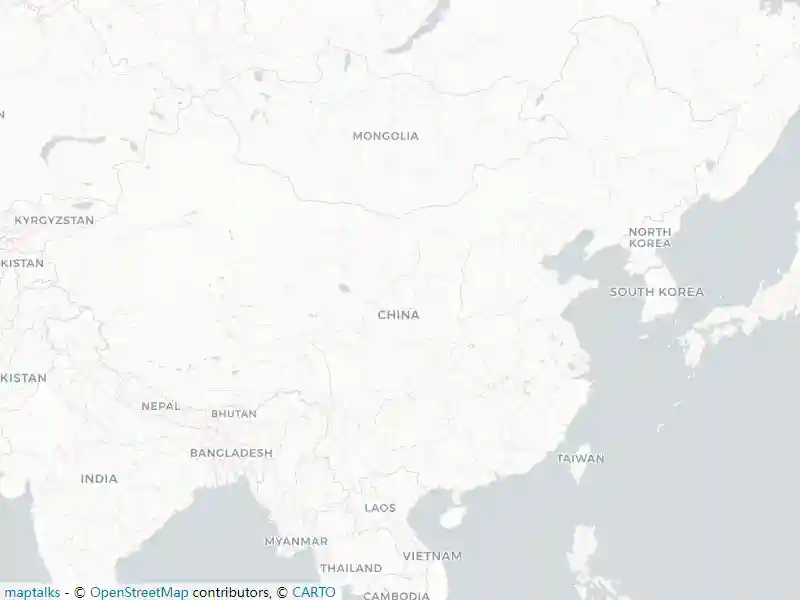 MONGOLIA
KYRGYZSTAN
NORTH
KOREA
KISTAN
SOUTH KOREA
CHINA
KISTAN
NEPAL
BHUTAN
BANGLADESH
TAIWAN
INDIA
LAOS
MYANMAR
VIETNAM
THAILAND
CAMBODIA
maptalks - © OpenStreetMap contributors, © CARTO